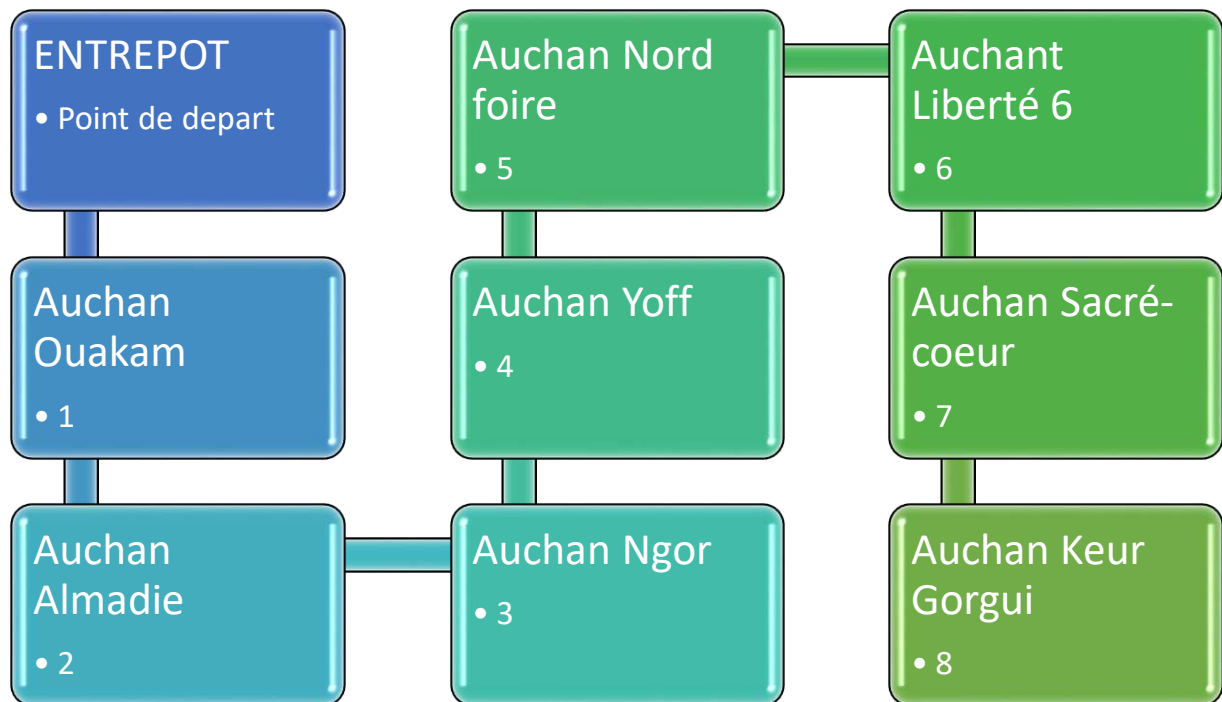 ENTREPOT
• Point de depart
Auchan
Ouakam
• 1
Auchan
Almadie
• 2
Auchan Ngor
• 3
Auchan Yoff
• 4
Auchan Nord
foire
• 5
Auchant
Liberté 6
• 6
Auchan Sacré-
coeur
• 7
Auchan Keur
Gorgui
• 8